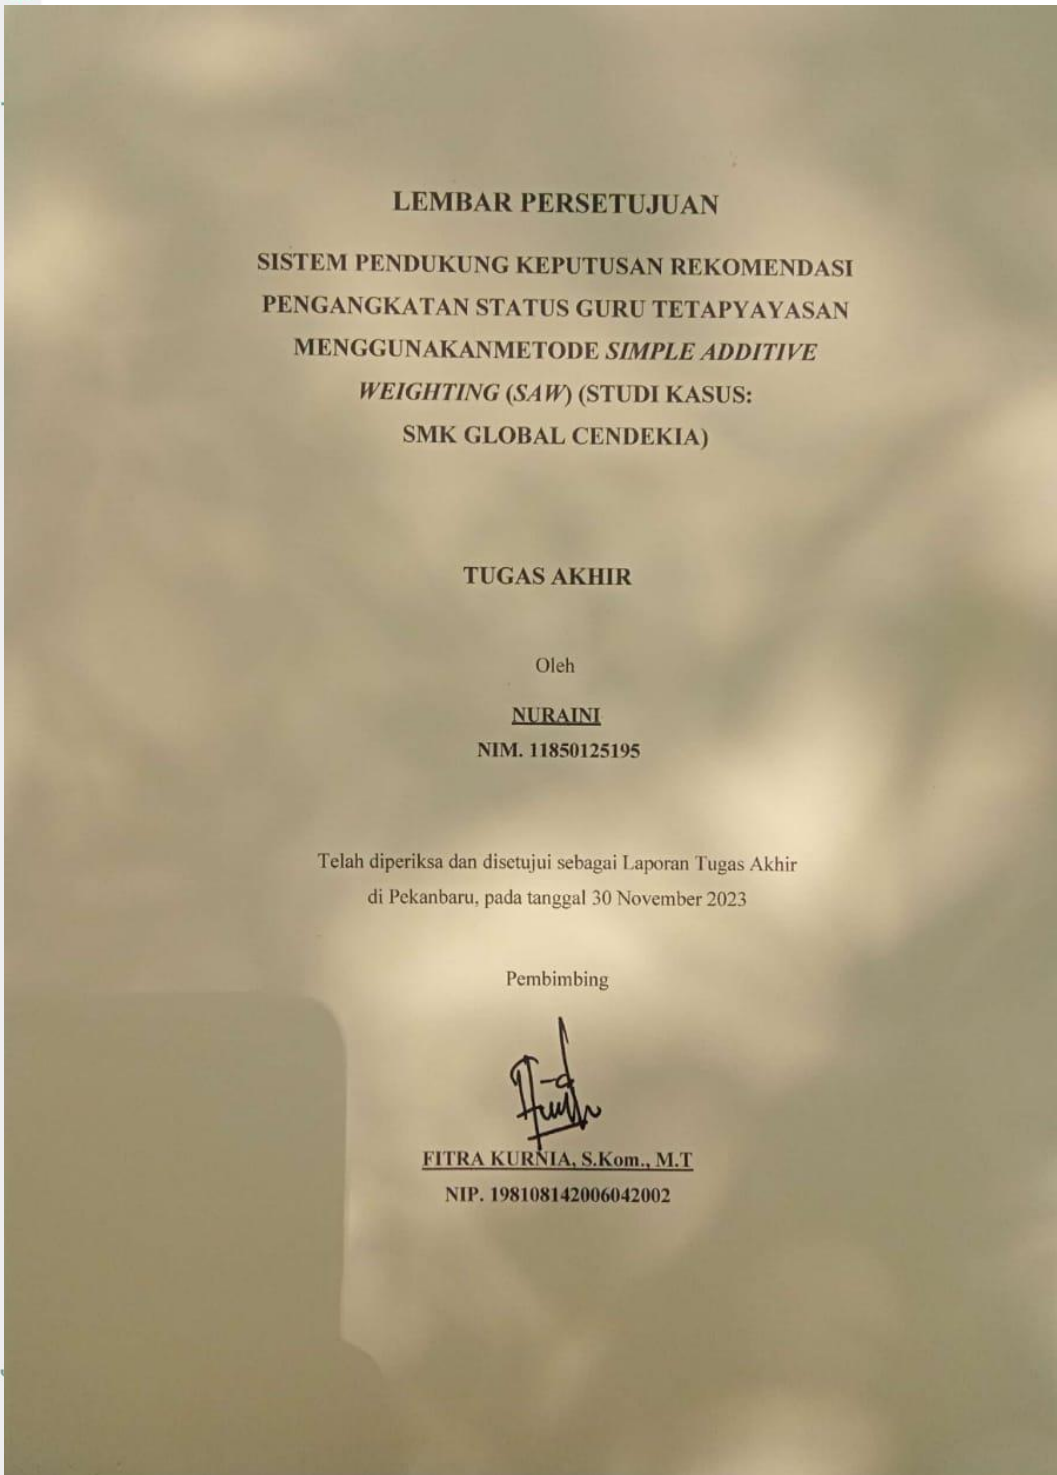 LEMBAR PERSETUJUAN
SISTEM PENDUKUNG KEPUTUSAN REKOMENDASI
PENGANGKATAN STATUS GURU TETAPYAYASAN
MENGGUNAKANMETODE SIMPLE ADDITIVE
WEIGHTING (SAW) (STUDI KASUS:
SMK GLOBAL CENDEKIA)
TUGAS AKHIR
Oleh
NURAINI
NIM. 11850125195
Telah diperiksa dan disetujui sebagai Laporan Tugas Akhir
di Pekanbaru, pada tanggal 30 November 2023
Pembimbing
FITRA KURNIA, S.Kom., M.T
NIP. 198108142006042002